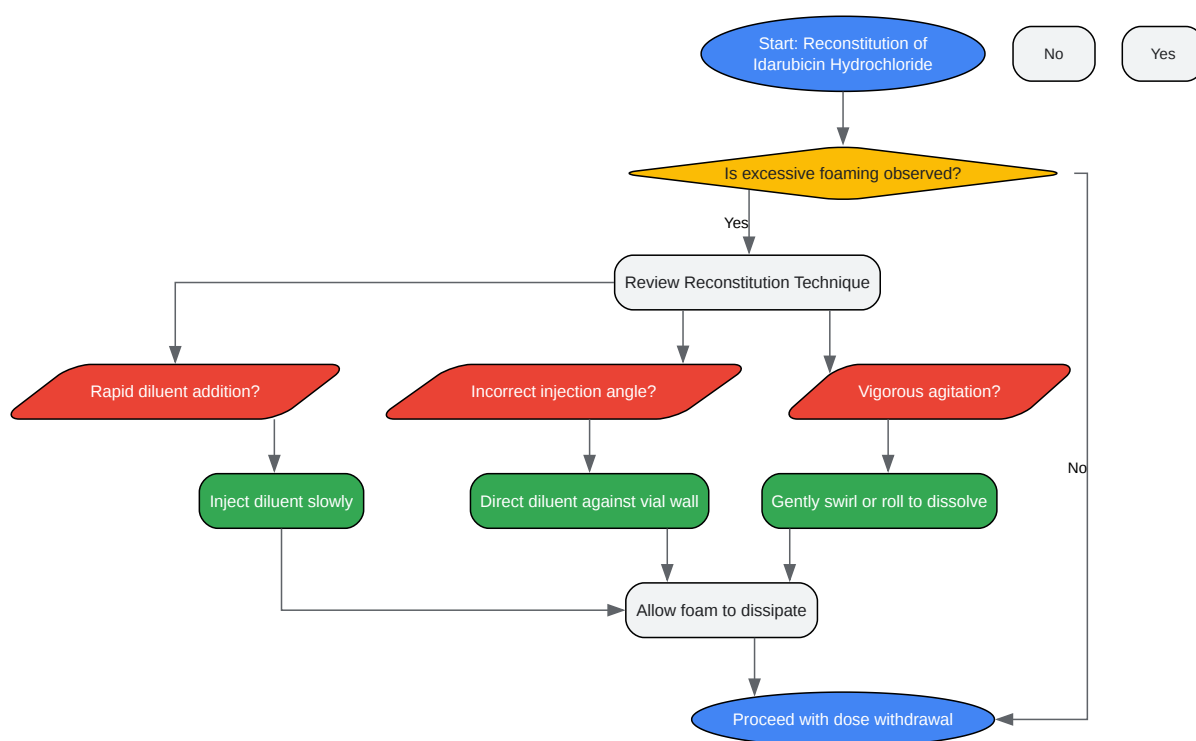 Start: Reconstitution of
Idarubicin Hydrochloride
No
Yes
Is excessive foaming observed?
Yes
Review Reconstitution Technique
Rapid diluent addition?
Incorrect injection angle?
Vigorous agitation?
No
Inject diluent slowly
Direct diluent against vial wall
Gently swirl or roll to dissolve
Allow foam to dissipate
Proceed with dose withdrawal